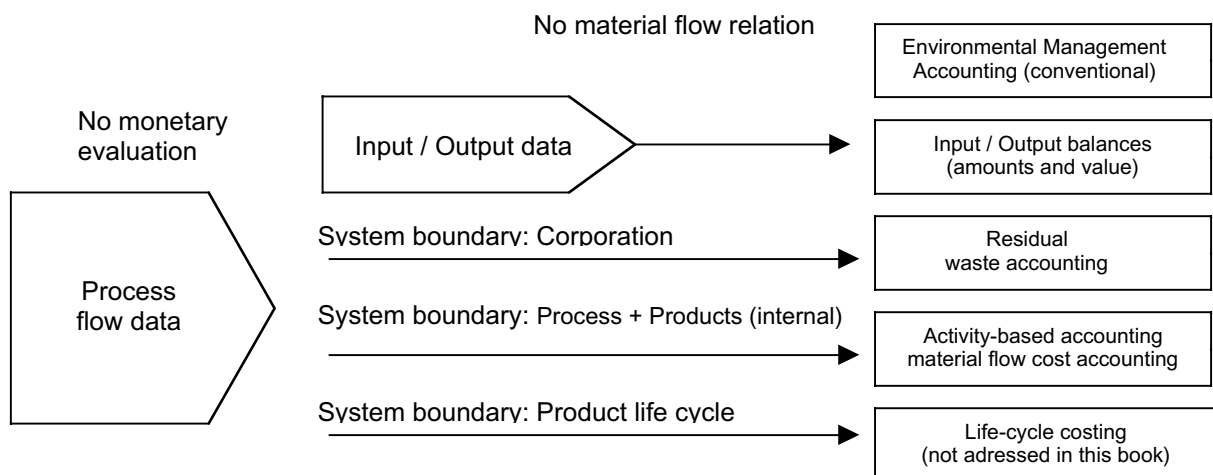 No material flow relation
Environmental Management
Accounting (conventional)
No monetary
evaluation
Input / Output data
Input / Output balances
(amounts and value)
Process
flow data
System boundary: Corporation
Residual
waste accounting
System boundary: Process + Products (internal)
Activity-based accounting
material flow cost accounting
System boundary: Product life cycle
Life-cycle costing
(not adressed in this book)